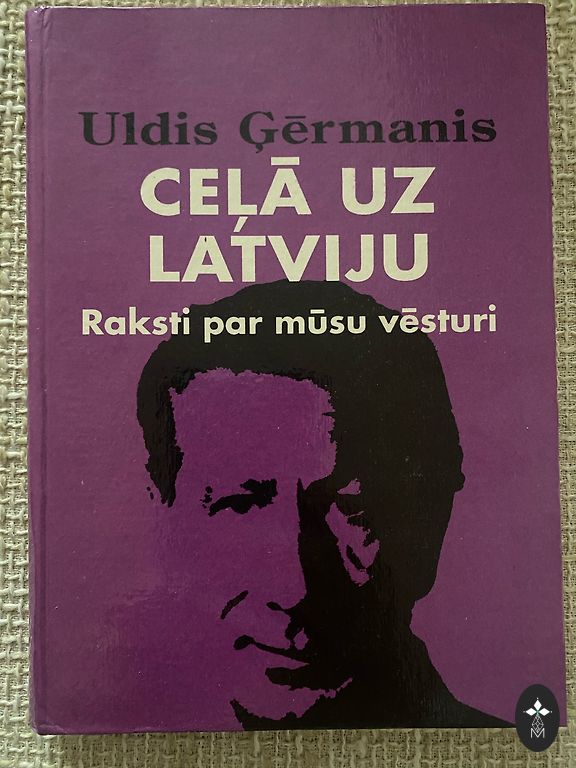 Uldis Ģērmanis
CEĻĀ UZ
LATVIJU
Raksti par mūsu vēsturi